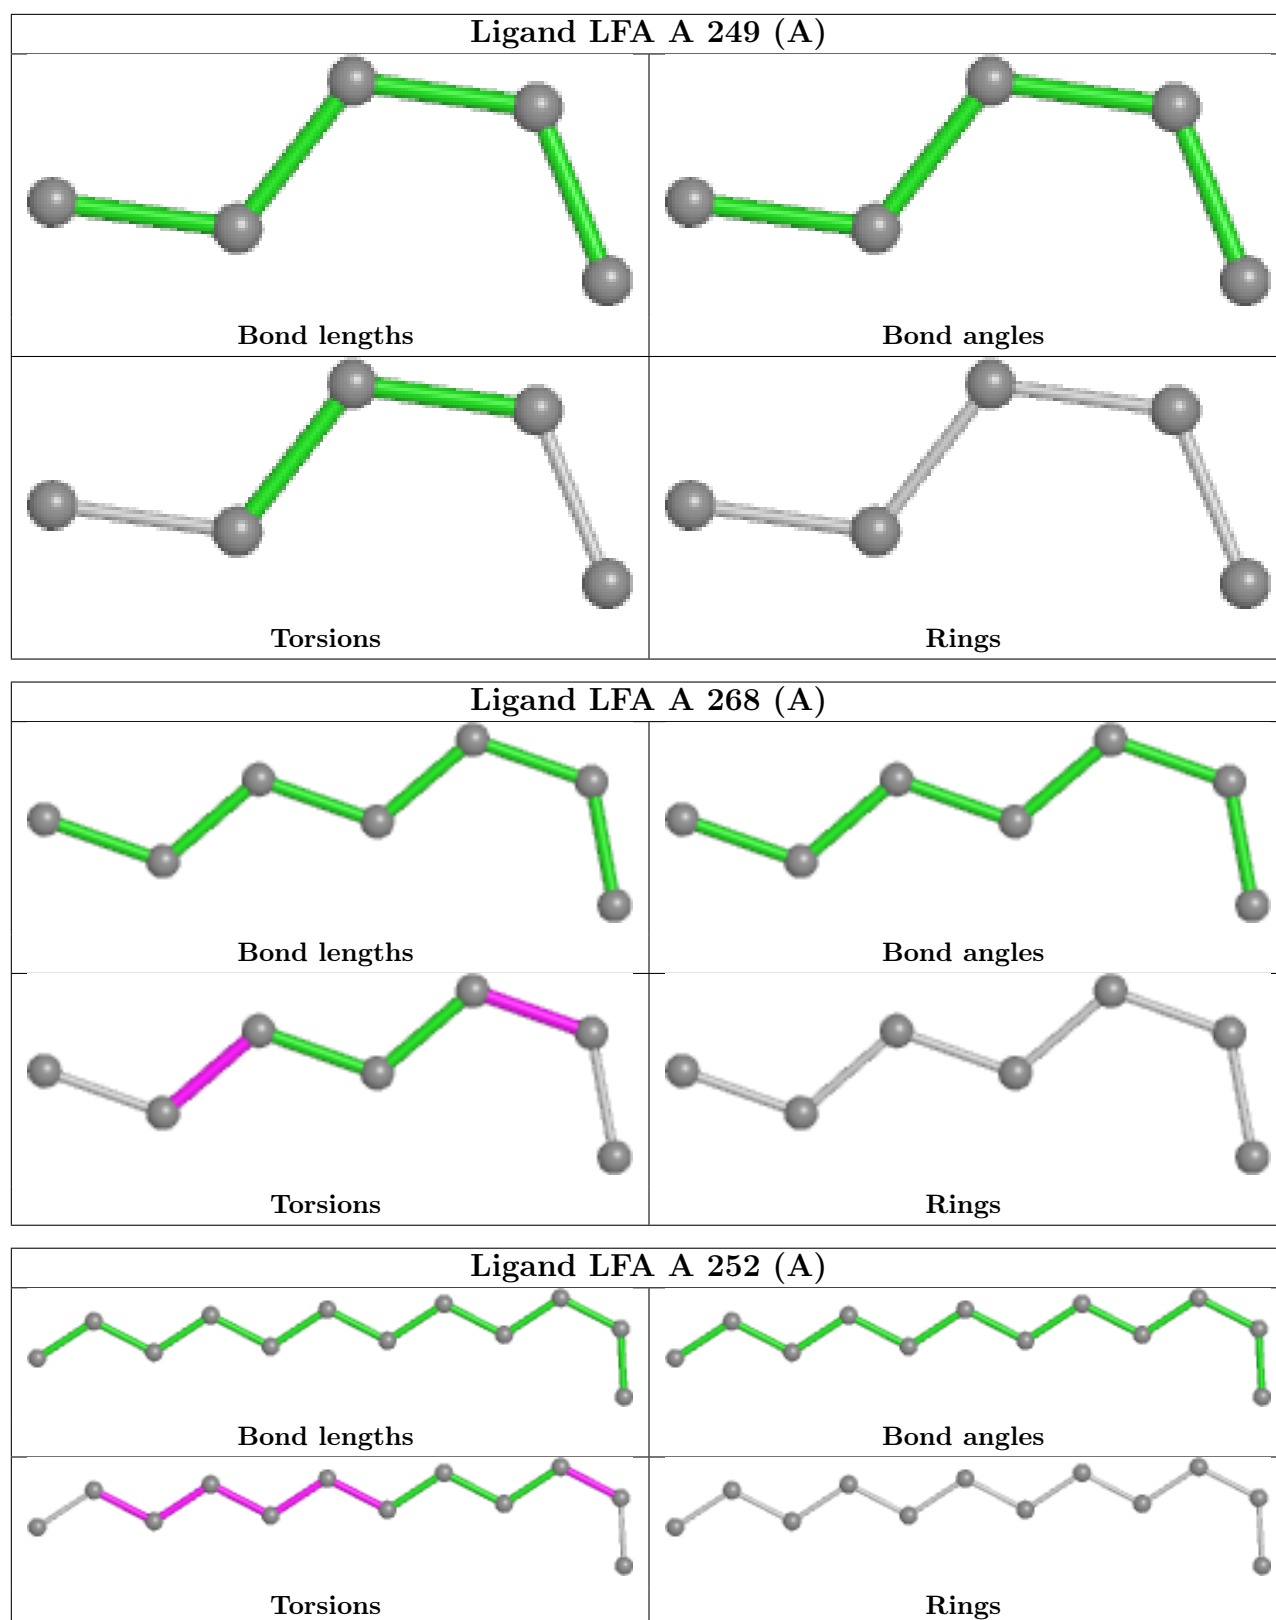 Ligand LFA A 249 (A)
Bond lengths
Bond angles
Torsions
Rings
Ligand LFA A 268 (A)
Bond lengths
Bond angles
Torsions
Rings
Ligand LFA A 252 (A)
Bond lengths
Bond angles
Torsions
Rings